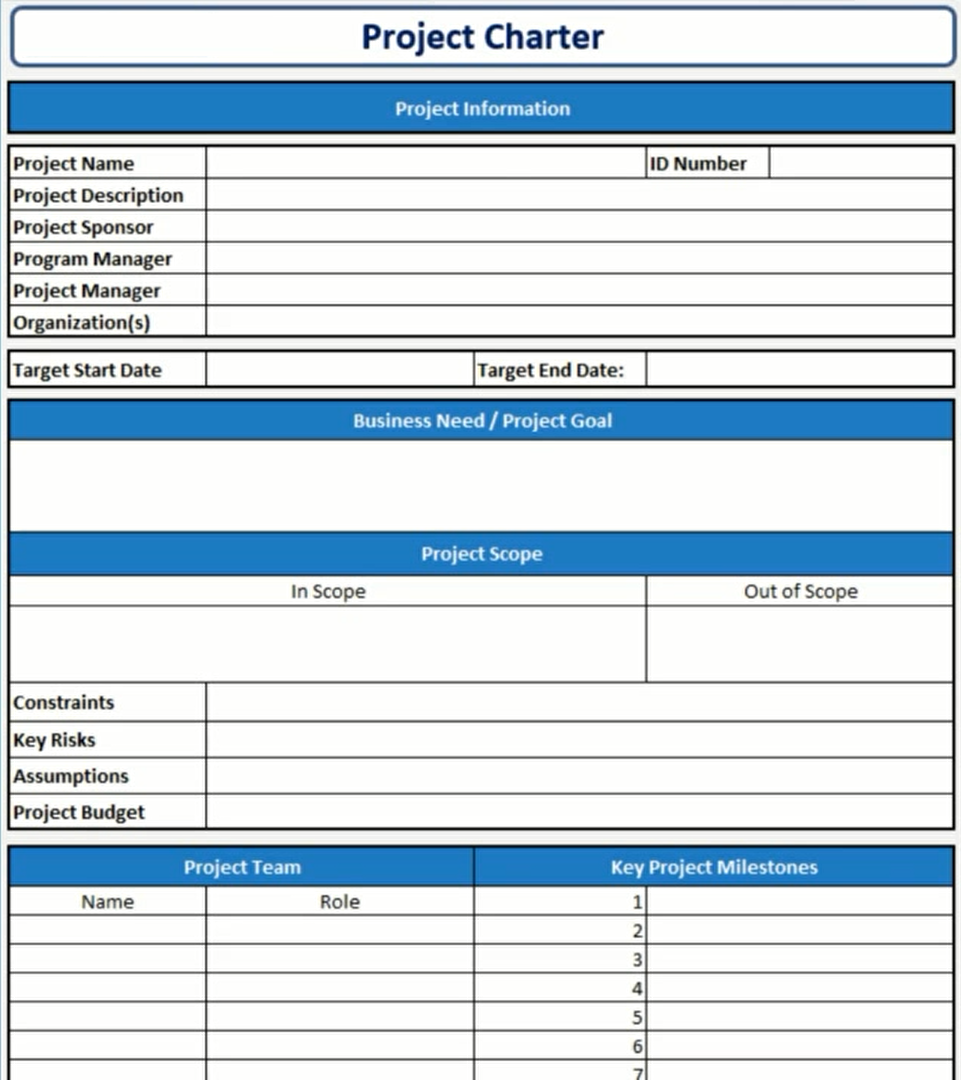 Project Charter
Project Information
Project Name ID Number
Project Description
Project Sponsor
Program Manager
Project Manager
Organization(s)
Target Start Date Target End Date:
Business Need / Project Goal
Project Scope
In Scope Out of Scope
Constraints
Key Risks
Assumptions
Project Budget
Project Team Key Project Milestones
Name Role 1
2
3
4
5
6
7